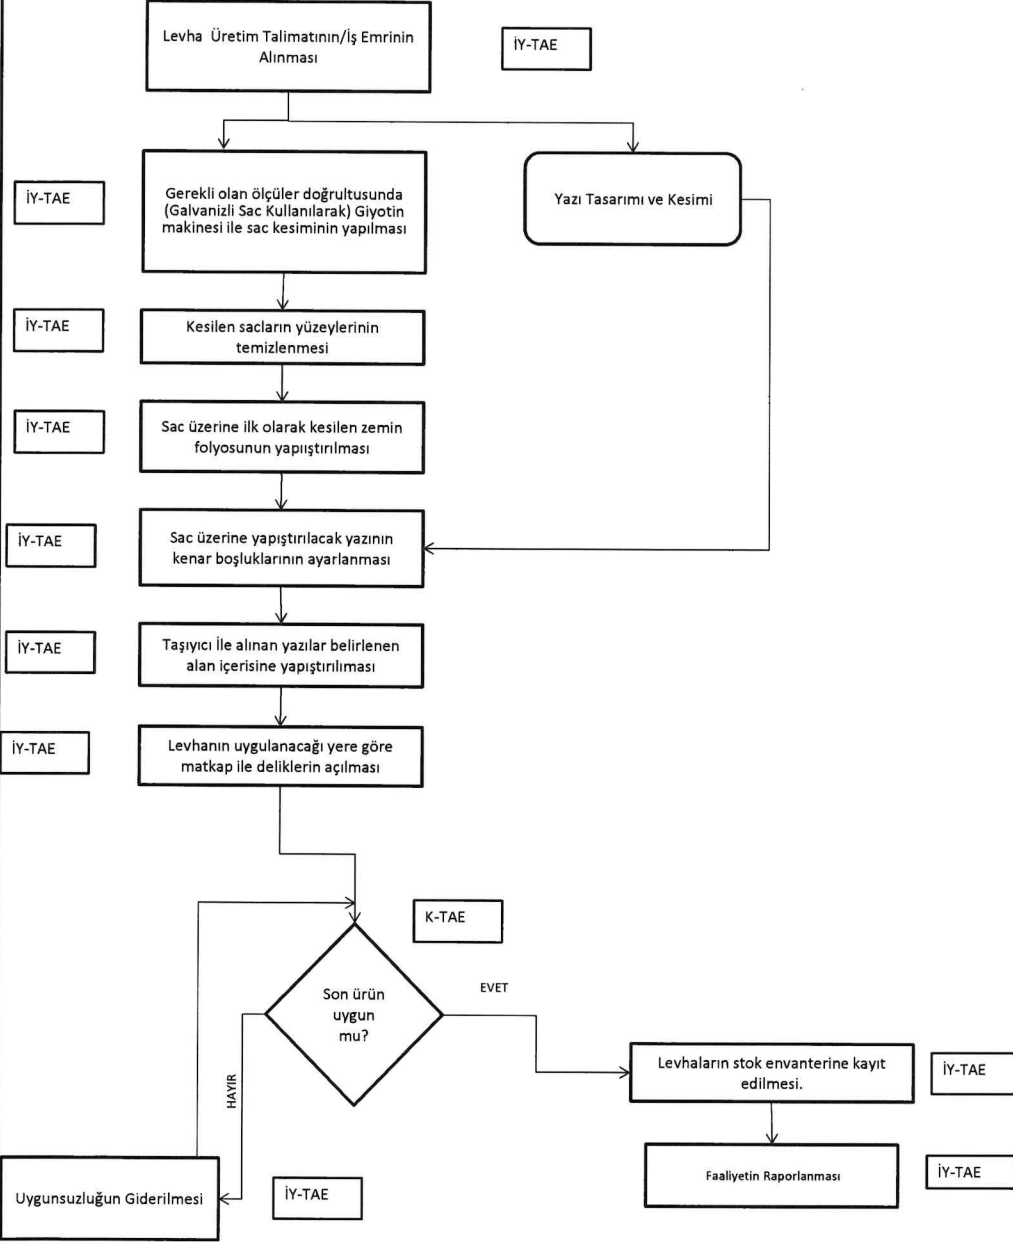 Levha Üretim Talimatının/İş Emrinin
Alınması
İY-TAE
İY-TAE
Gerekli olan ölçüler doğrultusunda
(Galvanizli Sac Kullanılarak) Giyotin
makinesi ile sac kesiminin yapılması
Yazı Tasarımı ve Kesimi
İY-TAE
Kesilen sacların yüzeylerinin
temizlenmesi
İY-TAE
Sac üzerine ilk olarak kesilen zemin
folyosunun yapııştırılması
İY-TAE
Sac üzerine yapıştırılacak yazının
kenar boşluklarının ayarlanması
İY-TAE
Taşıyıcı İle alınan yazılar belirlenen
alan içerisine yapıştırılıması
İY-TAE
Levhanın uygulanacağı yere göre
matkap ile deliklerin açılması
K-TAE
Son ürün
uygun
mu?
EVET
HAYIR
Levhaların stok envanterine kayıt
edilmesi.
İY-TAE
Faaliyetin Raporlanması
İY-TAE
Uygunsuzluğun Giderilmesi
İY-TAE